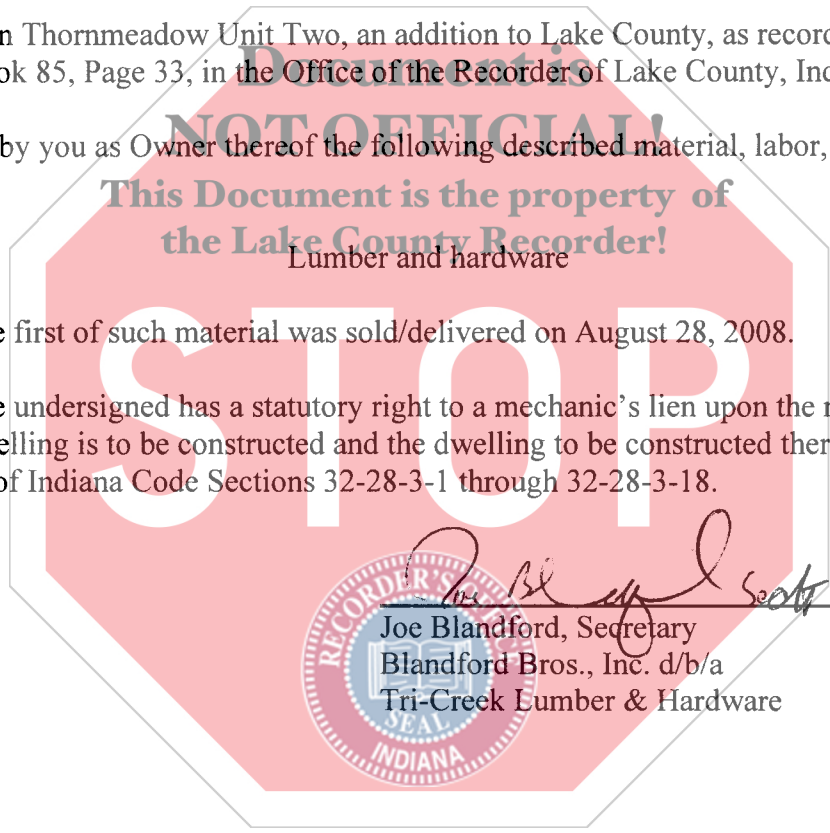 n Thornmeadow Unit Two, an addition to Lake County, as record
Document is
ok 85, Page 33, in the Office of the Recorder of Lake County, Ind
NOT OFFICIAL!
by you as Owner thereof the following described material, labor,
This Document is the property of
the Lake County Recorder!
Lumber and hardware
e first of such material was sold/delivered on August 28, 2008.
STOP
e undersigned has a statutory right to a mechanic's lien upon the
elling is to be constructed and the dwelling to be constructed ther
of Indiana Code Sections 32-28-3-1 through 32-28-3-18.
Joe Blandford, Secretary
Blandford Bros., Inc. d/b/a
Tri-Creek Lumber & Hardware
RECORDER'S OFFICE
SEAL
INDIANA